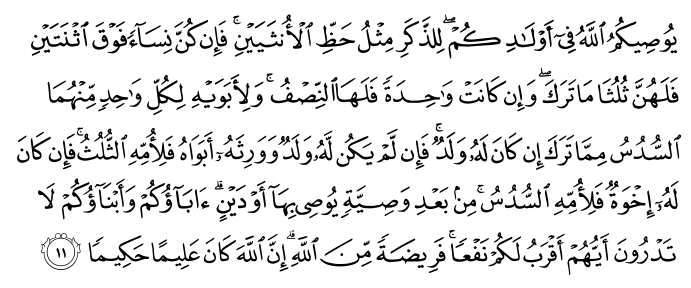 يُوصِيكُمُ ٱللَّهُ فِىٓ أَوْلَـٰدِكُمْ ۖ لِلذَّكَرِ مِثْلُ حَظِّ ٱلْأُنثَيَيْنِ ۚ فَإِن كُنَّ نِسَآءً فَوْقَ ٱثْنَتَيْنِ
فَلَهُنَّ ثُلُثَا مَا تَرَكَ ۖ وَإِن كَانَتْ وَٰحِدَةً فَلَهَا ٱلنِّصْفُ ۚ وَلِأَبَوَيْهِ لِكُلِّ وَٰحِدٍ مِّنْهُمَا
ٱلسُّدُسُ مِمَّا تَرَكَ إِن كَانَ لَهُۥ وَلَدٌ ۚ فَإِن لَّمْ يَكُن لَّهُۥ وَلَدٌ وَوَرِثَهُۥٓ أَبَوَاهُ فَلِأُمِّهِ ٱلثُّلُثُ ۚ فَإِن كَانَ
لَهُۥٓ إِخْوَةٌ فَلِأُمِّهِ ٱلسُّدُسُ ۚ مِنۢ بَعْدِ وَصِيَّةٍ يُوصِى بِهَآ أَوْ دَيْنٍ ۗ ءَابَآؤُكُمْ وَأَبْنَآؤُكُمْ لَا
تَدْرُونَ أَيُّهُمْ أَقْرَبُ لَكُمْ نَفْعًا ۚ فَرِيضَةً مِّنَ ٱللَّهِ ۗ إِنَّ ٱللَّهَ كَانَ عَلِيمًا حَكِيمًا ١١